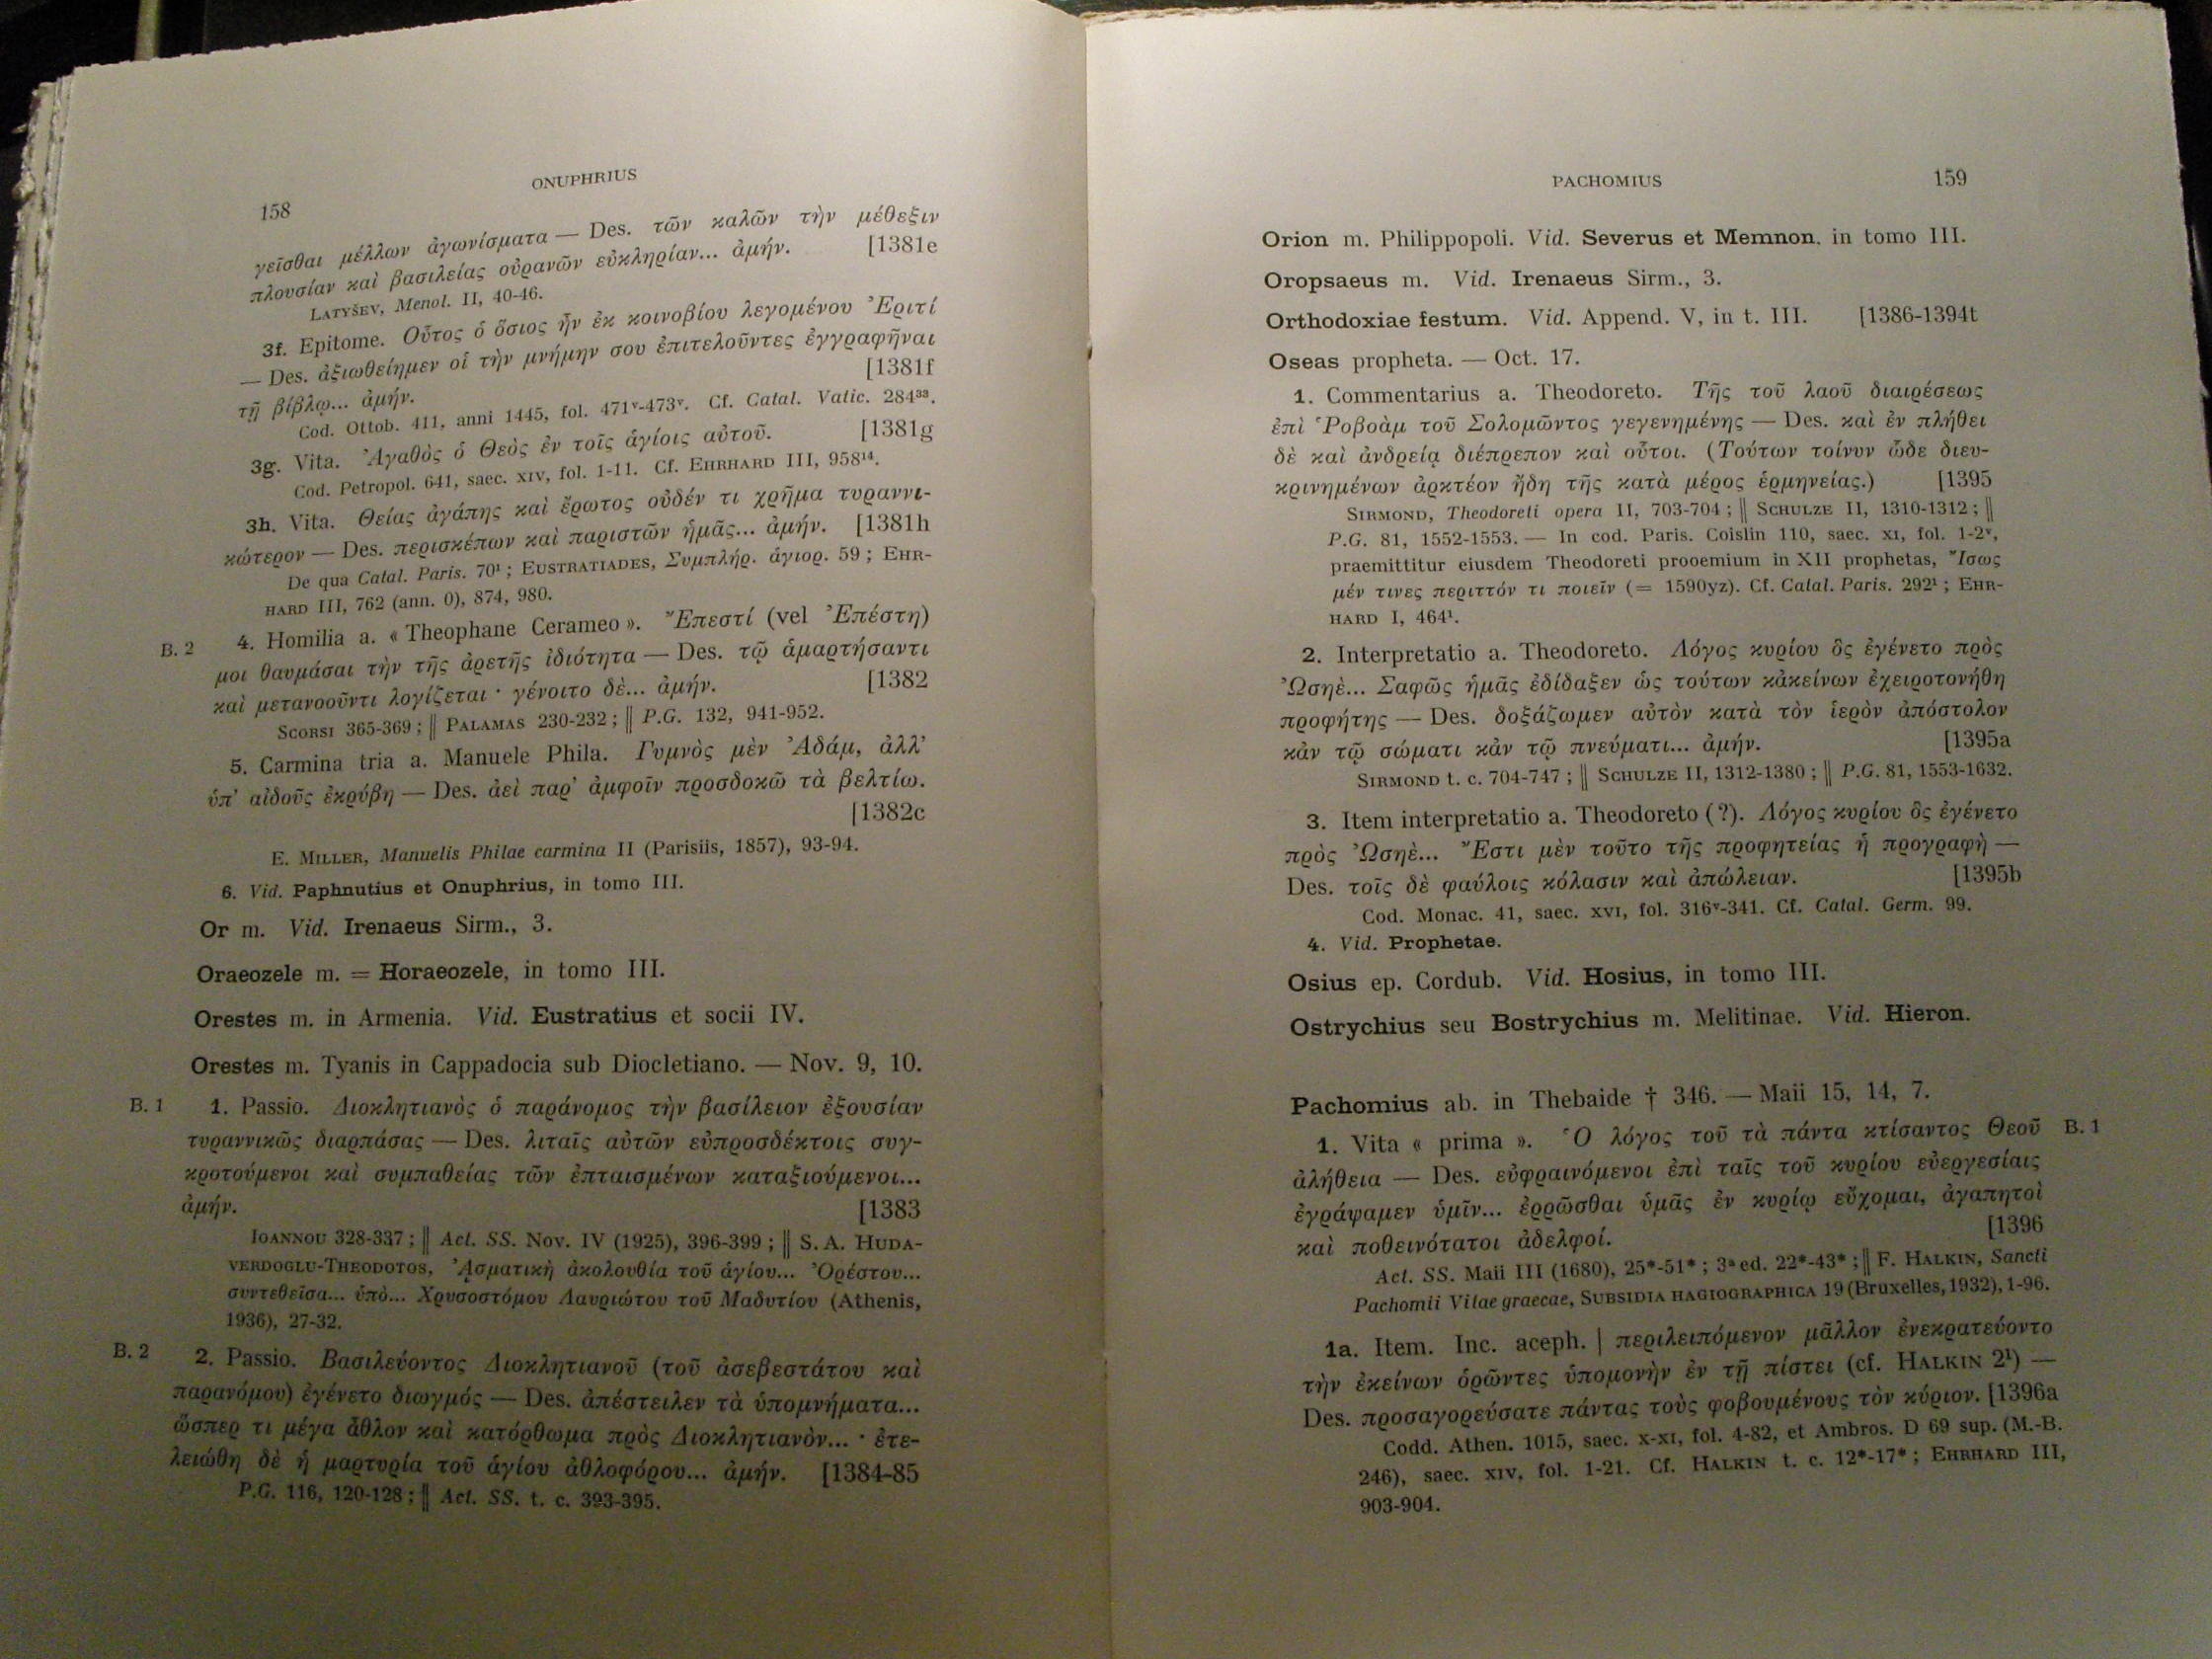 158
ONUPHRIUS
γεῖσθαι μέλλων ἀγωνίσματα — Des. τῶν καλῶν τὴν μέθεξιν
πλουσίαν καὶ βασιλείας οὐρανῶν εὐκληρίαν... ἀμήν. [1381e
LATYŠEV, Menol. II, 40-46.
3f. Epitome. Οὗτος ὁ ὅσιος ἦν ἐκ κοινοβίου λεγομένου Ἐριτί
— Des. ἀξιωθείημεν οἱ τὴν μνήμην σου ἐπιτελοῦντες ἐγγραφῆναι
τῇ βίβλῳ... ἀμήν. [1381f
Cod. Ottob. 411, anni 1445, fol. 471ᵛ-473ᵛ. Cf. Catal. Vatic. 284³³.
3g. Vita. Ἀγαθὸς ὁ Θεὸς ἐν τοῖς ἁγίοις αὐτοῦ. [1381g
Cod. Petropol. 641, saec. XIV, fol. 1-11. Cf. EHRHARD III, 958¹⁴.
3h. Vita. Θείας ἀγάπης καὶ ἔρωτος οὐδέν τι χρῆμα τυραννι-
κώτερον — Des. περισκέπων καὶ παριστῶν ἡμᾶς... ἀμήν. [1381h
De qua Catal. Paris. 70¹ ; EUSTRATIADES, Συμπλήρ. ἁγιορ. 59 ; EHR-
HARD III, 762 (ann. 0), 874, 980.
B. 2 4. Homilia a. « Theophane Cerameo ». Ἔπεστί (vel Ἐπέστη)
μοι θαυμάσαι τὴν τῆς ἀρετῆς ἰδιότητα — Des. τῷ ἁμαρτήσαντι
καὶ μετανοοῦντι λογίζεται · γένοιτο δὲ... ἀμήν. [1382
SCORSI 365-369 ; || PALAMAS 230-232 ; || P.G. 132, 941-952.
5. Carmina tria a. Manuele Phila. Γυμνὸς μὲν Ἀδάμ, ἀλλ’
ὑπ’ αἰδοῦς ἐκρύβη — Des. ἀεὶ παρ’ ἀμφοῖν προσδοκῶ τὰ βελτίω.
[1382c
E. MILLER, Manuelis Philae carmina II (Parisiis, 1857), 93-94.
6. Vid. Paphnutius et Onuphrius, in tomo III.
Or m. Vid. Irenaeus Sirm., 3.
Oraeozele m. = Horaeozele, in tomo III.
Orestes m. in Armenia. Vid. Eustratius et socii IV.
Orestes m. Tyanis in Cappadocia sub Diocletiano. — Nov. 9, 10.
B. 1 1. Passio. Διοκλητιανὸς ὁ παράνομος τὴν βασίλειον ἐξουσίαν
τυραννικῶς διαρπάσας — Des. λιταῖς αὐτῶν εὐπροσδέκτοις συγ-
κροτούμενοι καὶ συμπαθείας τῶν ἐπταισμένων καταξιούμενοι...
ἀμήν. [1383
IOANNOU 328-337 ; || Act. SS. Nov. IV (1925), 396-399 ; || S. A. HUDA-
VERDOGLU-THEODOTOS, Ἀσματικὴ ἀκολουθία τοῦ ἁγίου... Ὀρέστου...
συντεθεῖσα... ὑπὸ... Χρυσοστόμου Λαυριώτου τοῦ Μαδυτίου (Athenis,
1936), 27-32.
B. 2 2. Passio. Βασιλεύοντος Διοκλητιανοῦ (τοῦ ἀσεβεστάτου καὶ
παρανόμου) ἐγένετο διωγμός — Des. ἀπέστειλεν τὰ ὑπομνήματα...
ὥσπερ τι μέγα ἆθλον καὶ κατόρθωμα πρὸς Διοκλητιανὸν... · ἐτε-
λειώθη δὲ ἡ μαρτυρία τοῦ ἁγίου ἀθλοφόρου... ἀμήν. [1384-85
P.G. 116, 120-128 ; || Act. SS. t. c. 393-395.
PACHOMIUS 159
Orion m. Philippopoli. Vid. Severus et Memnon, in tomo III.
Oropsaeus m. Vid. Irenaeus Sirm., 3.
Orthodoxiae festum. Vid. Append. V, in t. III. [1386-1394t
Oseas propheta. — Oct. 17.
1. Commentarius a. Theodoreto. Τῆς τοῦ λαοῦ διαιρέσεως
ἐπὶ Ῥοβοὰμ τοῦ Σολομῶντος γεγενημένης — Des. καὶ ἐν πλήθει
δὲ καὶ ἀνδρείᾳ διέπρεπον καὶ οὗτοι. (Τούτων τοίνυν ὧδε διευ-
κρινημένων ἀρκτέον ἤδη τῆς κατὰ μέρος ἑρμηνείας.) [1395
SIRMOND, Theodoreti opera II, 703-704 ; || SCHULZE II, 1310-1312 ; ||
P.G. 81, 1552-1553. — In cod. Paris. Coislin 110, saec. XI, fol. 1-2ᵛ,
praemittitur eiusdem Theodoreti prooemium in XII prophetas, Ἴσως
μέν τινες περιττόν τι ποιεῖν (= 1590yz). Cf. Catal. Paris. 292¹ ; EHR-
HARD I, 464¹.
2. Interpretatio a. Theodoreto. Λόγος κυρίου ὃς ἐγένετο πρὸς
Ὠσηὲ... Σαφῶς ἡμᾶς ἐδίδαξεν ὡς τούτων κἀκείνων ἐχειροτονήθη
προφήτης — Des. δοξάζωμεν αὐτὸν κατὰ τὸν ἱερὸν ἀπόστολον
κἀν τῷ σώματι κἀν τῷ πνεύματι... ἀμήν. [1395a
SIRMOND t. c. 704-747 ; || SCHULZE II, 1312-1380 ; || P.G. 81, 1553-1632.
3. Item interpretatio a. Theodoreto (?). Λόγος κυρίου ὃς ἐγένετο
πρὸς Ὠσηὲ... Ἔστι μὲν τοῦτο τῆς προφητείας ἡ προγραφὴ —
Des. τοῖς δὲ φαύλοις κόλασιν καὶ ἀπώλειαν. [1395b
Cod. Monac. 41, saec. XVI, fol. 316ᵛ-341. Cf. Catal. Germ. 99.
4. Vid. Prophetae.
Osius ep. Cordub. Vid. Hosius, in tomo III.
Ostrychius seu Bostrychius m. Melitinae. Vid. Hieron.
Pachomius ab. in Thebaide † 346. — Maii 15, 14, 7.
1. Vita « prima ». Ὁ λόγος τοῦ τὰ πάντα κτίσαντος Θεοῦ B. 1
ἀλήθεια — Des. εὐφραινόμενοι ἐπὶ ταῖς τοῦ κυρίου εὐεργεσίαις
ἐγράψαμεν ὑμῖν... ἐρρῶσθαι ὑμᾶς ἐν κυρίῳ εὔχομαι, ἀγαπητοὶ
καὶ ποθεινότατοι ἀδελφοί. [1396
Act. SS. Maii III (1680), 25*-51* ; 3ᵃ ed. 22*-43* ; || F. HALKIN, Sancti
Pachomii Vitae graecae, SUBSIDIA HAGIOGRAPHICA 19 (Bruxelles, 1932), 1-96.
1a. Item. Inc. aceph. | περιλειπόμενον μᾶλλον ἐνεκρατεύοντο
τὴν ἐκείνων ὁρῶντες ὑπομονὴν ἐν τῇ πίστει (cf. HALKIN 2¹) —
Des. προσαγορεύσατε πάντας τοὺς φοβουμένους τὸν κύριον. [1396a
Codd. Athen. 1015, saec. X-XI, fol. 4-82, et Ambros. D 69 sup. (M.-B.
246), saec. XIV, fol. 1-21. Cf. HALKIN t. c. 12*-17* ; EHRHARD III,
903-904.